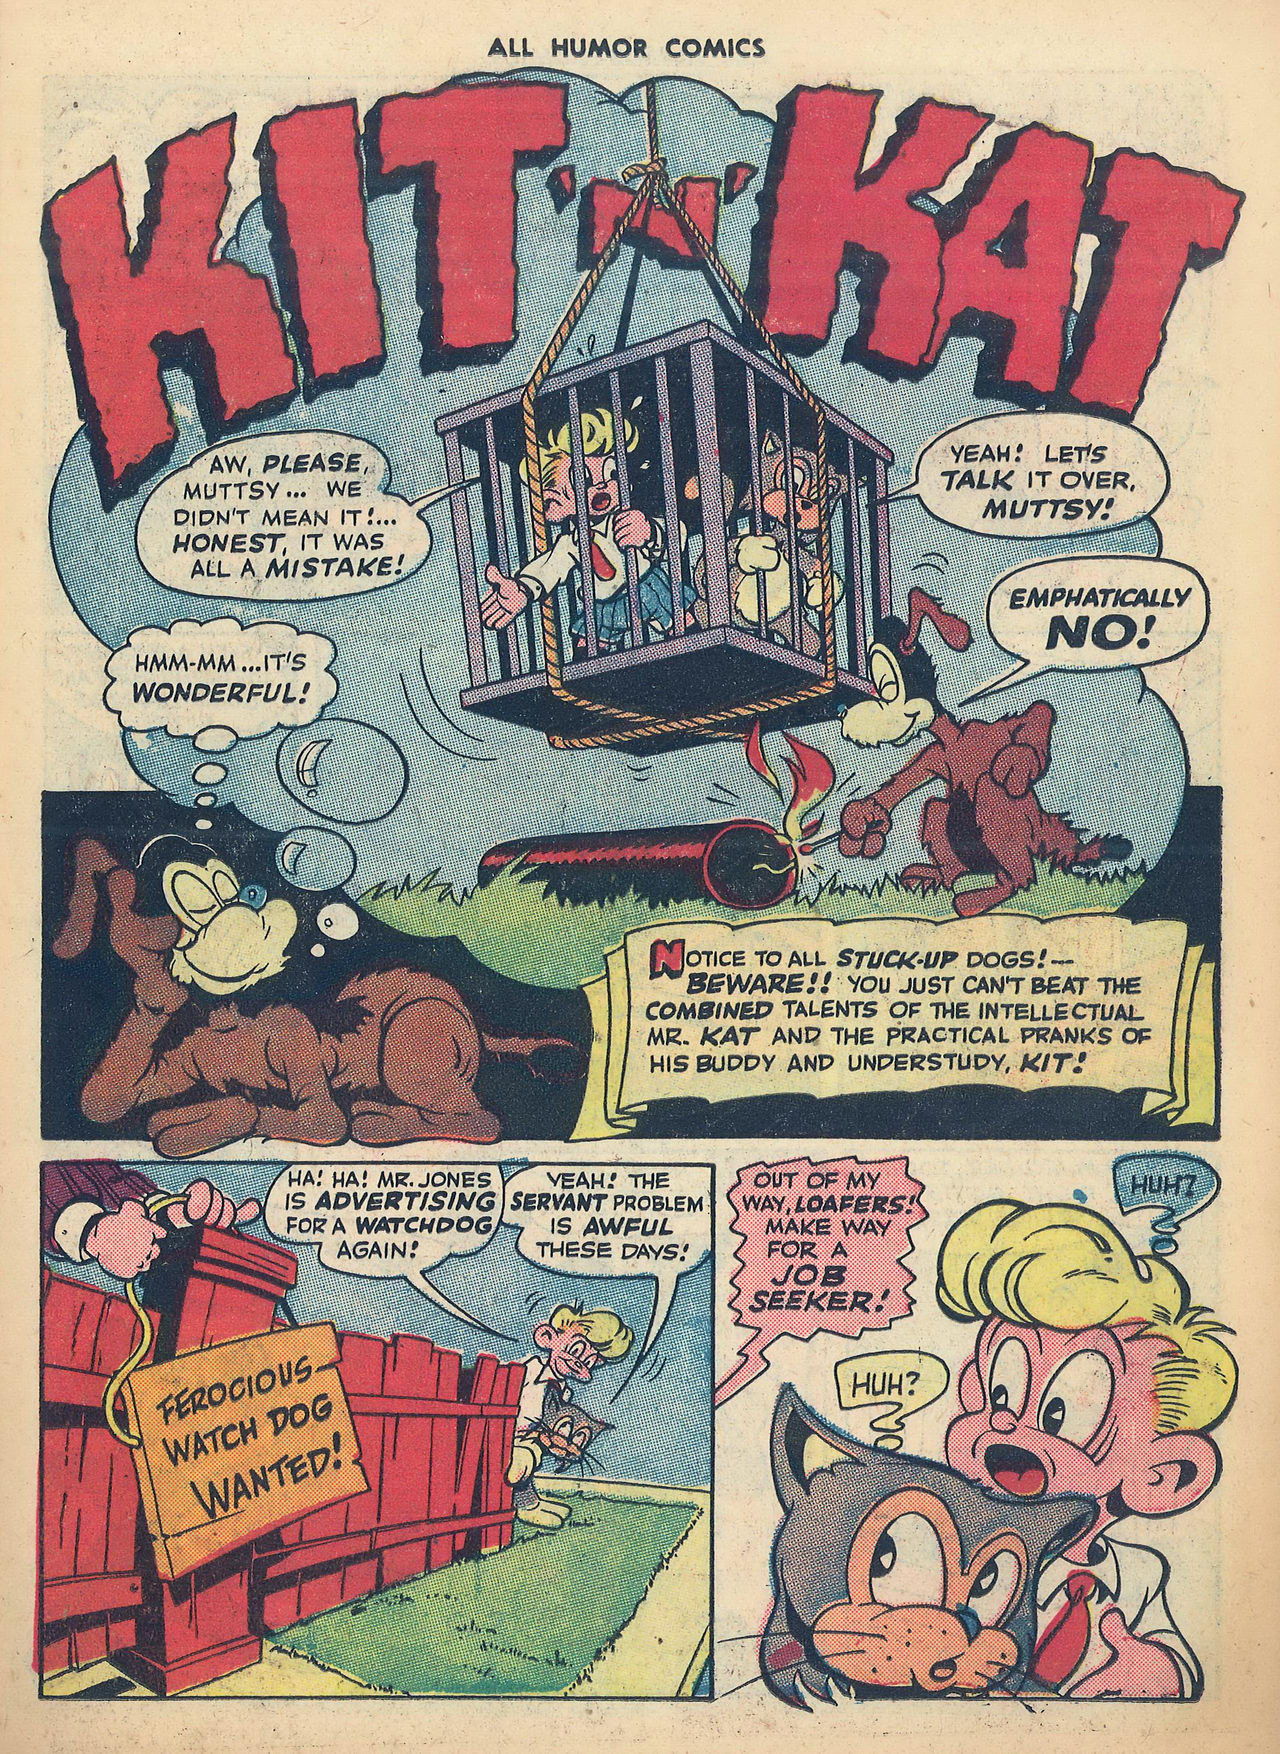 ALL HUMOR COMICS
KIT 'N' KAT
AW, PLEASE,
MUTTSY... WE
DIDN'T MEAN IT!...
HONEST, IT WAS
ALL A MISTAKE!
YEAH! LET'S
TALK IT OVER,
MUTTSY!
EMPHATICALLY
NO!
HMM-MM...IT'S
WONDERFUL!
NOTICE TO ALL STUCK-UP DOGS!—
BEWARE!! YOU JUST CAN'T BEAT THE
COMBINED TALENTS OF THE INTELLECTUAL
MR. KAT AND THE PRACTICAL PRANKS OF
HIS BUDDY AND UNDERSTUDY, KIT!
HA! HA! MR. JONES
IS ADVERTISING
FOR A WATCHDOG
AGAIN!
YEAH! THE
SERVANT PROBLEM
IS AWFUL
THESE DAYS!
FEROCIOUS
WATCH DOG
WANTED!
OUT OF MY
WAY, LOAFERS!
MAKE WAY
FOR A
JOB
SEEKER!
HUH?
HUH?